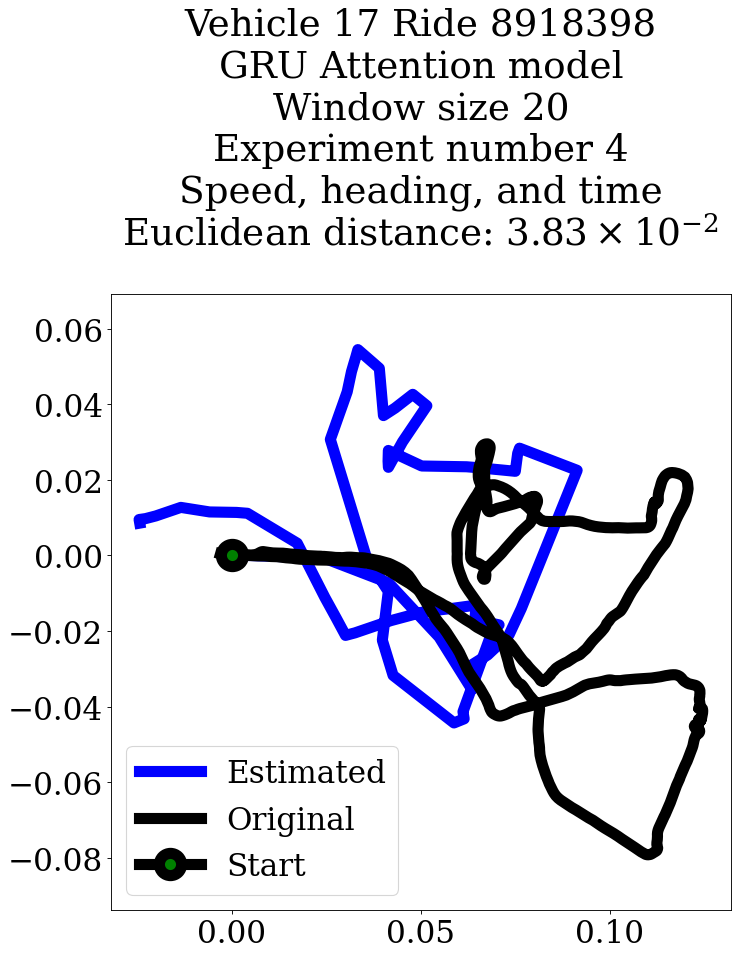 Vehicle 17 Ride 8918398
GRU Attention model
Window size 20
Experiment number 4
Speed, heading, and time
Euclidean distance: 3.83 × 10⁻²
0.06
0.04
0.02
0.00
−0.02
−0.04
−0.06
−0.08
Estimated
Original
Start
0.00 0.05 0.10